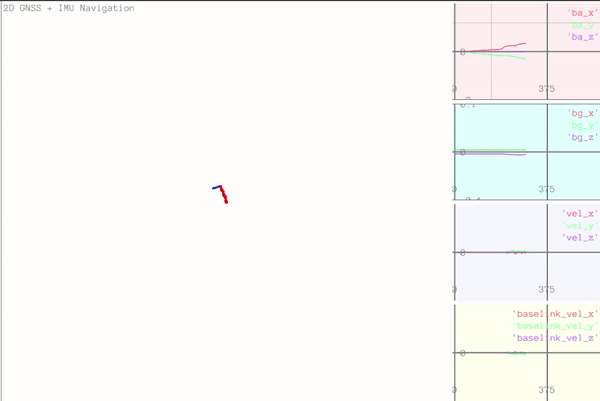 2D GNSS + IMU Navigation
'ba_x'
'ba_y'
'ba_z'
0
0
375
'bg_x'
'bg_y'
'bg_z'
0
0
375
'vel_x'
'vel_y'
'vel_z'
0
0
375
'baselink_vel_x'
'baselink_vel_y'
'baselink_vel_z'
0
0
375